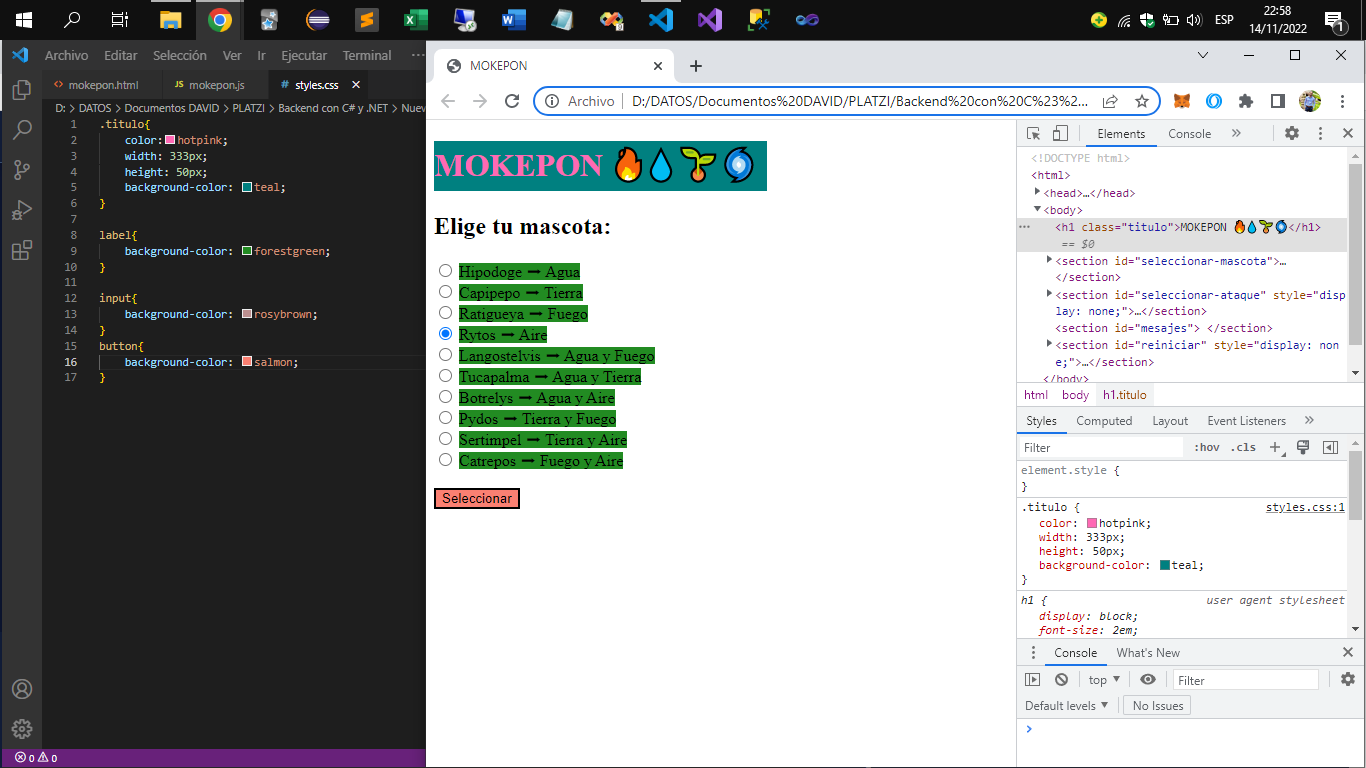 ESP
22:58
14/11/2022
1
Archivo Editar Selección Ver Ir Ejecutar Terminal ···
<> mokepon.html JS mokepon.js # styles.css
D: > DATOS > Documentos DAVID > PLATZI > Backend con C# y .NET > Nuev
1 .titulo{
2 color: hotpink;
3 width: 333px;
4 height: 50px;
5 background-color: teal;
6 }
7
8 label{
9 background-color: forestgreen;
10 }
11
12 input{
13 background-color: rosybrown;
14 }
15 button{
16 background-color: salmon;
17 }
0 0
MOKEPON
Archivo D:/DATOS/Documentos%20DAVID/PLATZI/Backend%20con%20C%23%2...
MOKEPON 🔥💧🌱🌀
Elige tu mascota:
Hipodoge ➞ Agua
Capipepo ➞ Tierra
Ratigueya ➞ Fuego
Rytos ➞ Aire
Langostelvis ➞ Agua y Fuego
Tucapalma ➞ Agua y Tierra
Botrelys ➞ Agua y Aire
Pydos ➞ Tierra y Fuego
Sertimpel ➞ Tierra y Aire
Catrepos ➞ Fuego y Aire
Seleccionar
Elements Console »
<!DOCTYPE html>
<html>
<head>…</head>
<body>
<h1 class="titulo">MOKEPON 🔥💧🌱🌀</h1>
== $0
<section id="seleccionar-mascota">…
</section>
<section id="seleccionar-ataque" style="disp
lay: none;">…</section>
<section id="mesajes"> </section>
<section id="reiniciar" style="display: non
e;">…</section>
</body>
html body h1.titulo
Styles Computed Layout Event Listeners »
Filter :hov .cls +
element.style {
}
.titulo { styles.css:1
color: hotpink;
width: 333px;
height: 50px;
background-color: teal;
}
h1 { user agent stylesheet
display: block;
font-size: 2em;
Console What's New
top ▼ Filter
Default levels ▼ No Issues
>